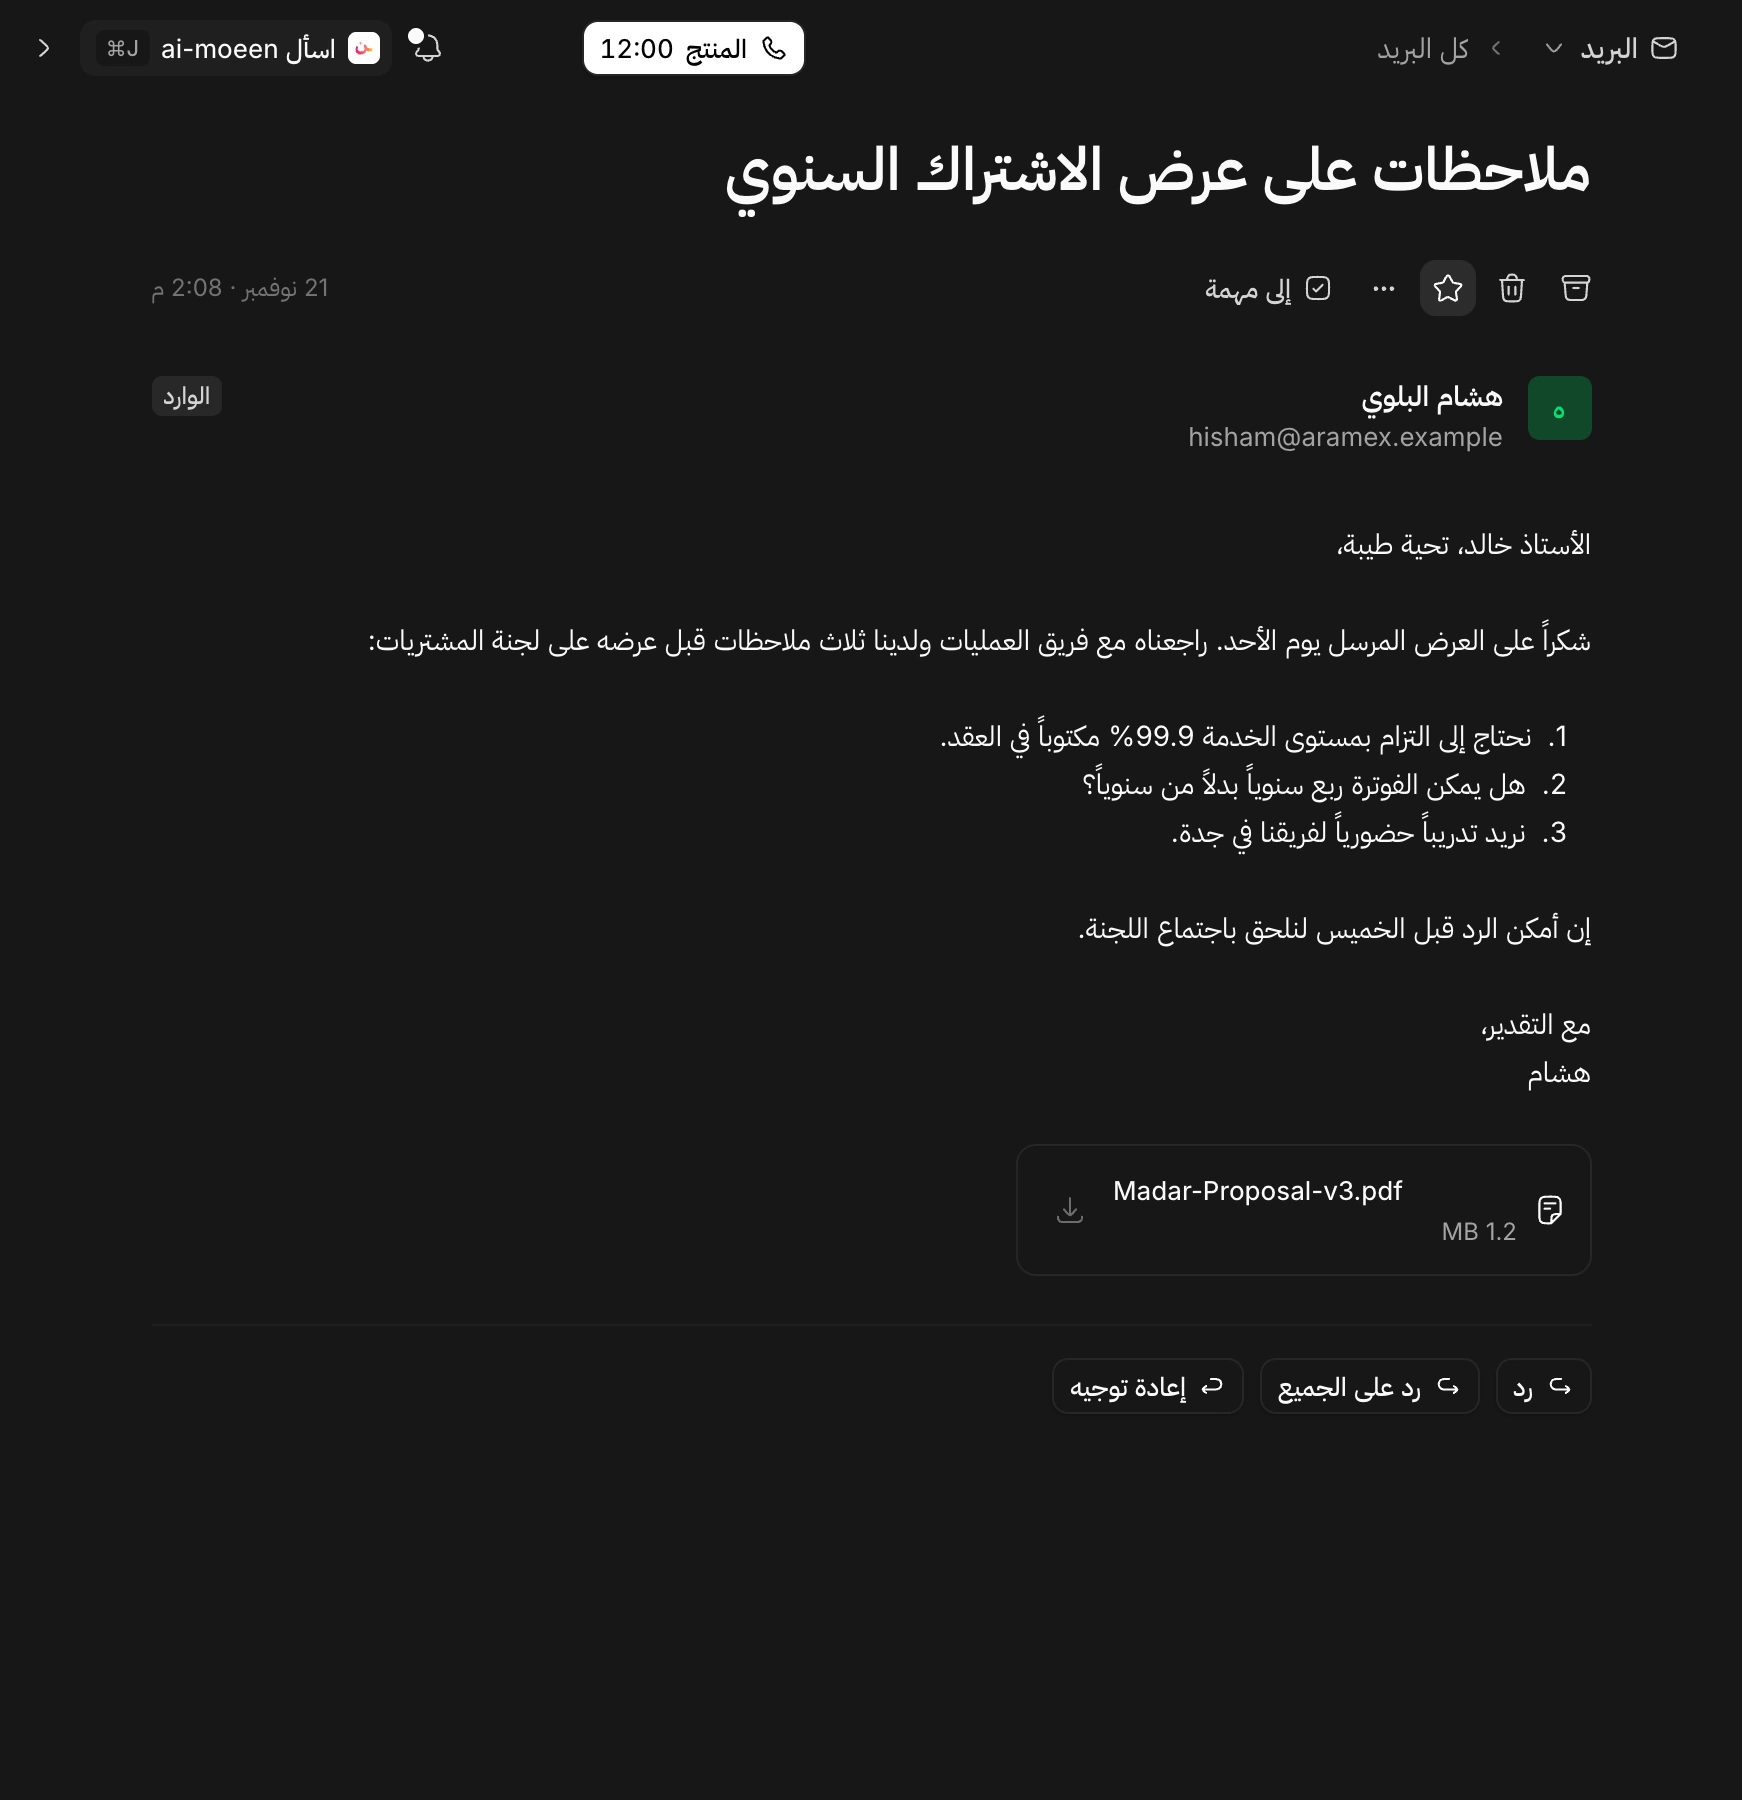 البريد
كل البريد
المنتج 12:00
اسأل ai-moeen
⌘J
ملاحظات على عرض الاشتراك السنوي
إلى مهمة
21 نوفمبر · 2:08 م
ه
هشام البلوي
الوارد
hisham@aramex.example
الأستاذ خالد، تحية طيبة،
شكراً على العرض المرسل يوم الأحد. راجعناه مع فريق العمليات ولدينا ثلاث ملاحظات قبل عرضه على لجنة المشتريات:
1. نحتاج إلى التزام بمستوى الخدمة 99.9% مكتوباً في العقد.
2. هل يمكن الفوترة ربع سنوياً بدلاً من سنوياً؟
3. نريد تدريباً حضورياً لفريقنا في جدة.
إن أمكن الرد قبل الخميس لنلحق باجتماع اللجنة.
مع التقدير،
هشام
Madar-Proposal-v3.pdf
1.2 MB
رد
رد على الجميع
إعادة توجيه